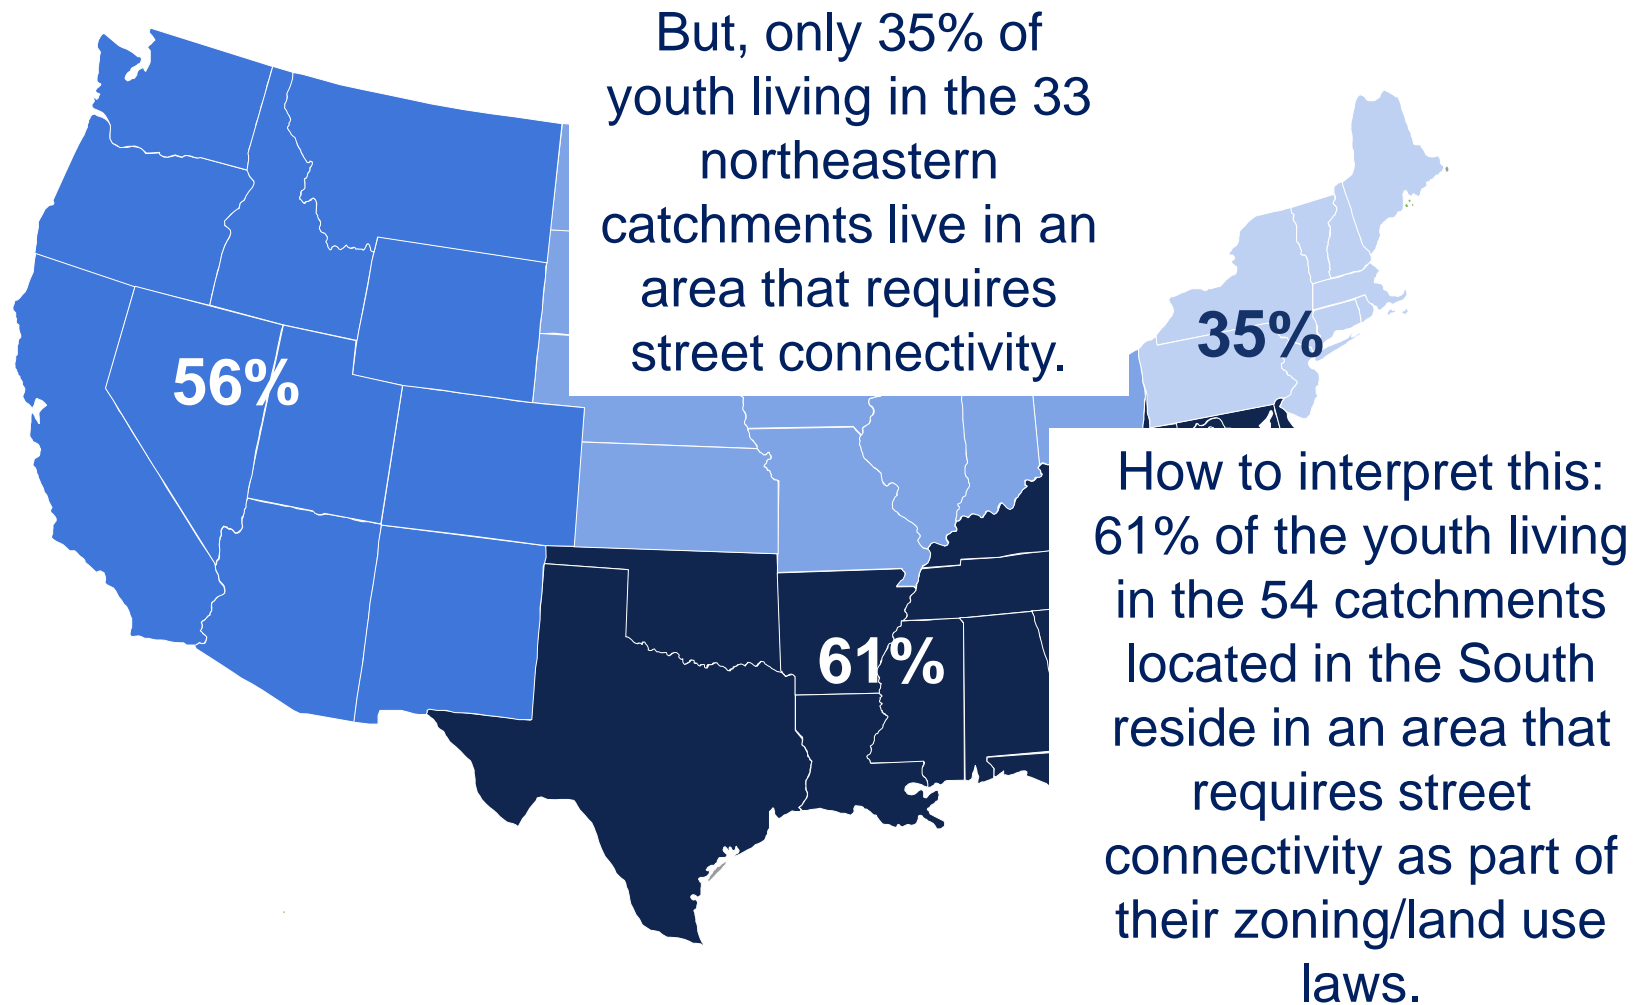 But, only 35% of
youth living in the 33
northeastern
catchments live in an
area that requires
street connectivity.
35%
56%
How to interpret this:
61% of the youth living
in the 54 catchments
located in the South
reside in an area that
requires street
connectivity as part of
their zoning/land use
laws.
61%